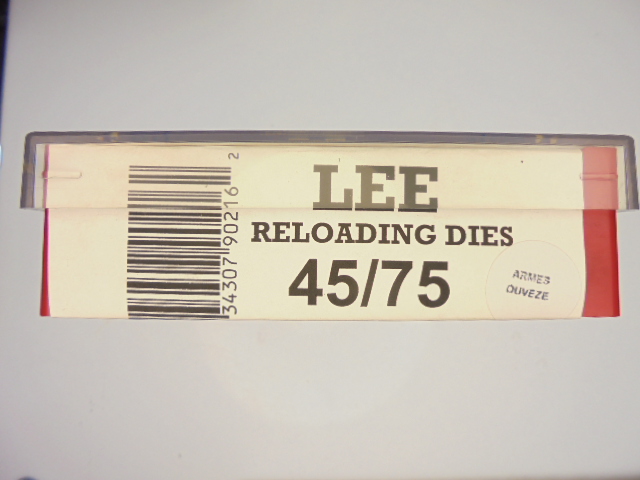 LEE
RELOADING DIES
45/75
ARMES
OUVEZE
34307 90216 2